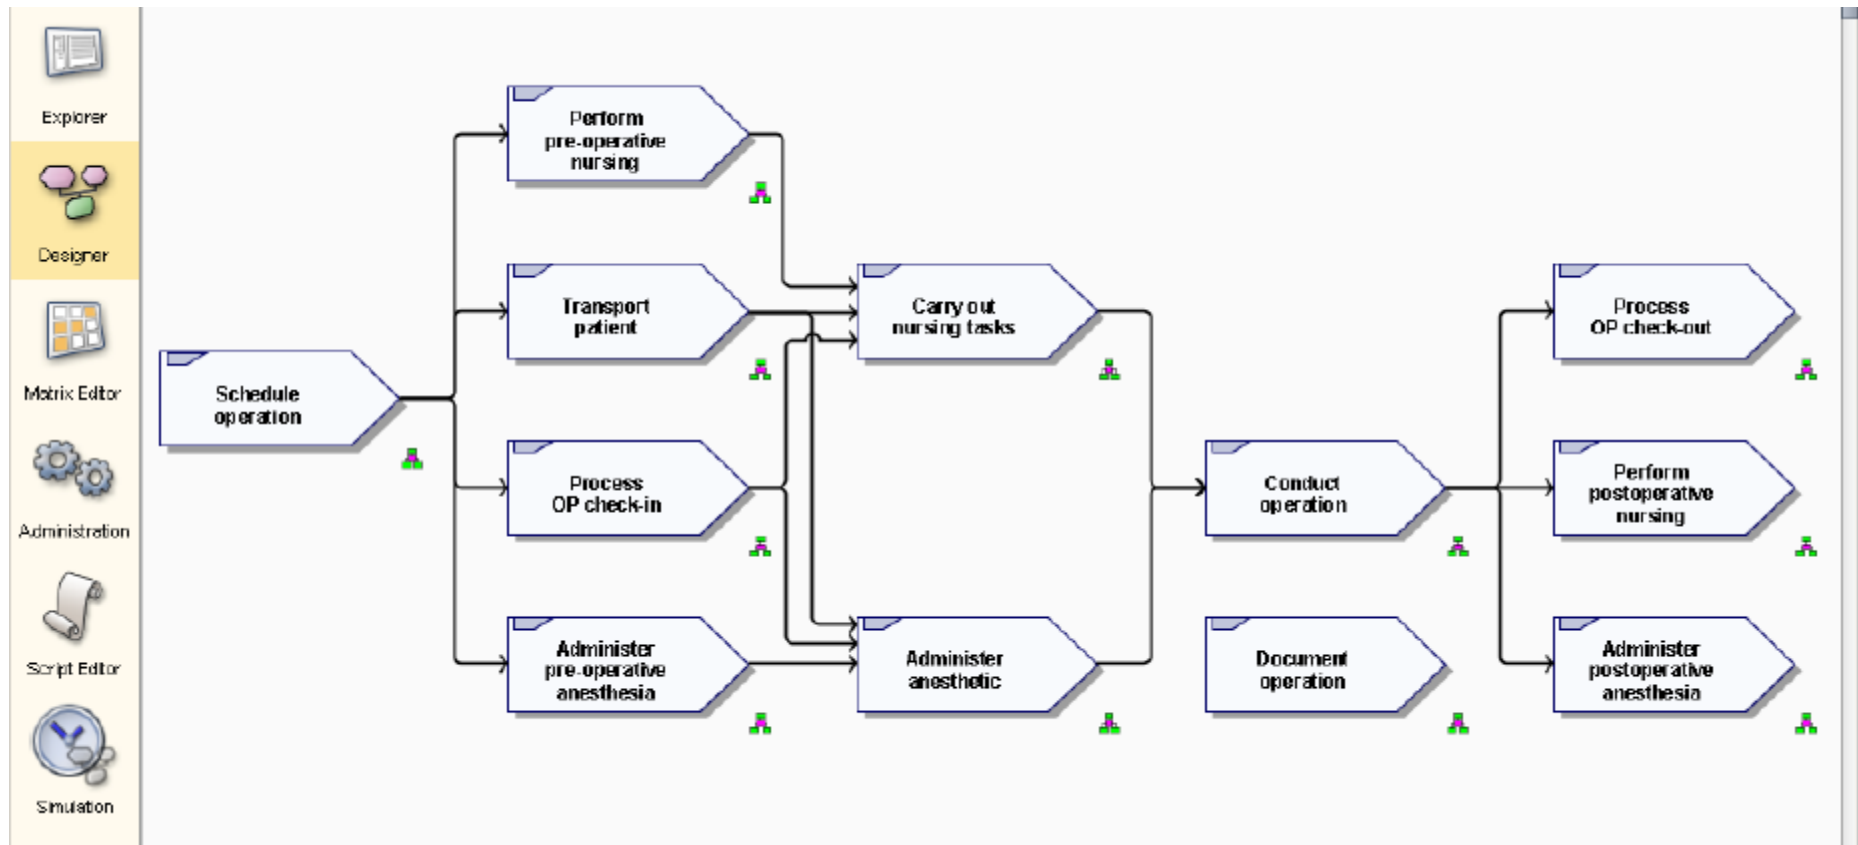 Explorer
Designer
Matrix Editor
Administration
Script Editor
Simulation
Schedule
operation
Perform
pre-operative
nursing
Transport
patient
Process
OP check-in
Administer
pre-operative
anesthesia
Carry out
nursing tasks
Administer
anesthetic
Conduct
operation
Document
operation
Process
OP check-out
Perform
postoperative
nursing
Administer
postoperative
anesthesia